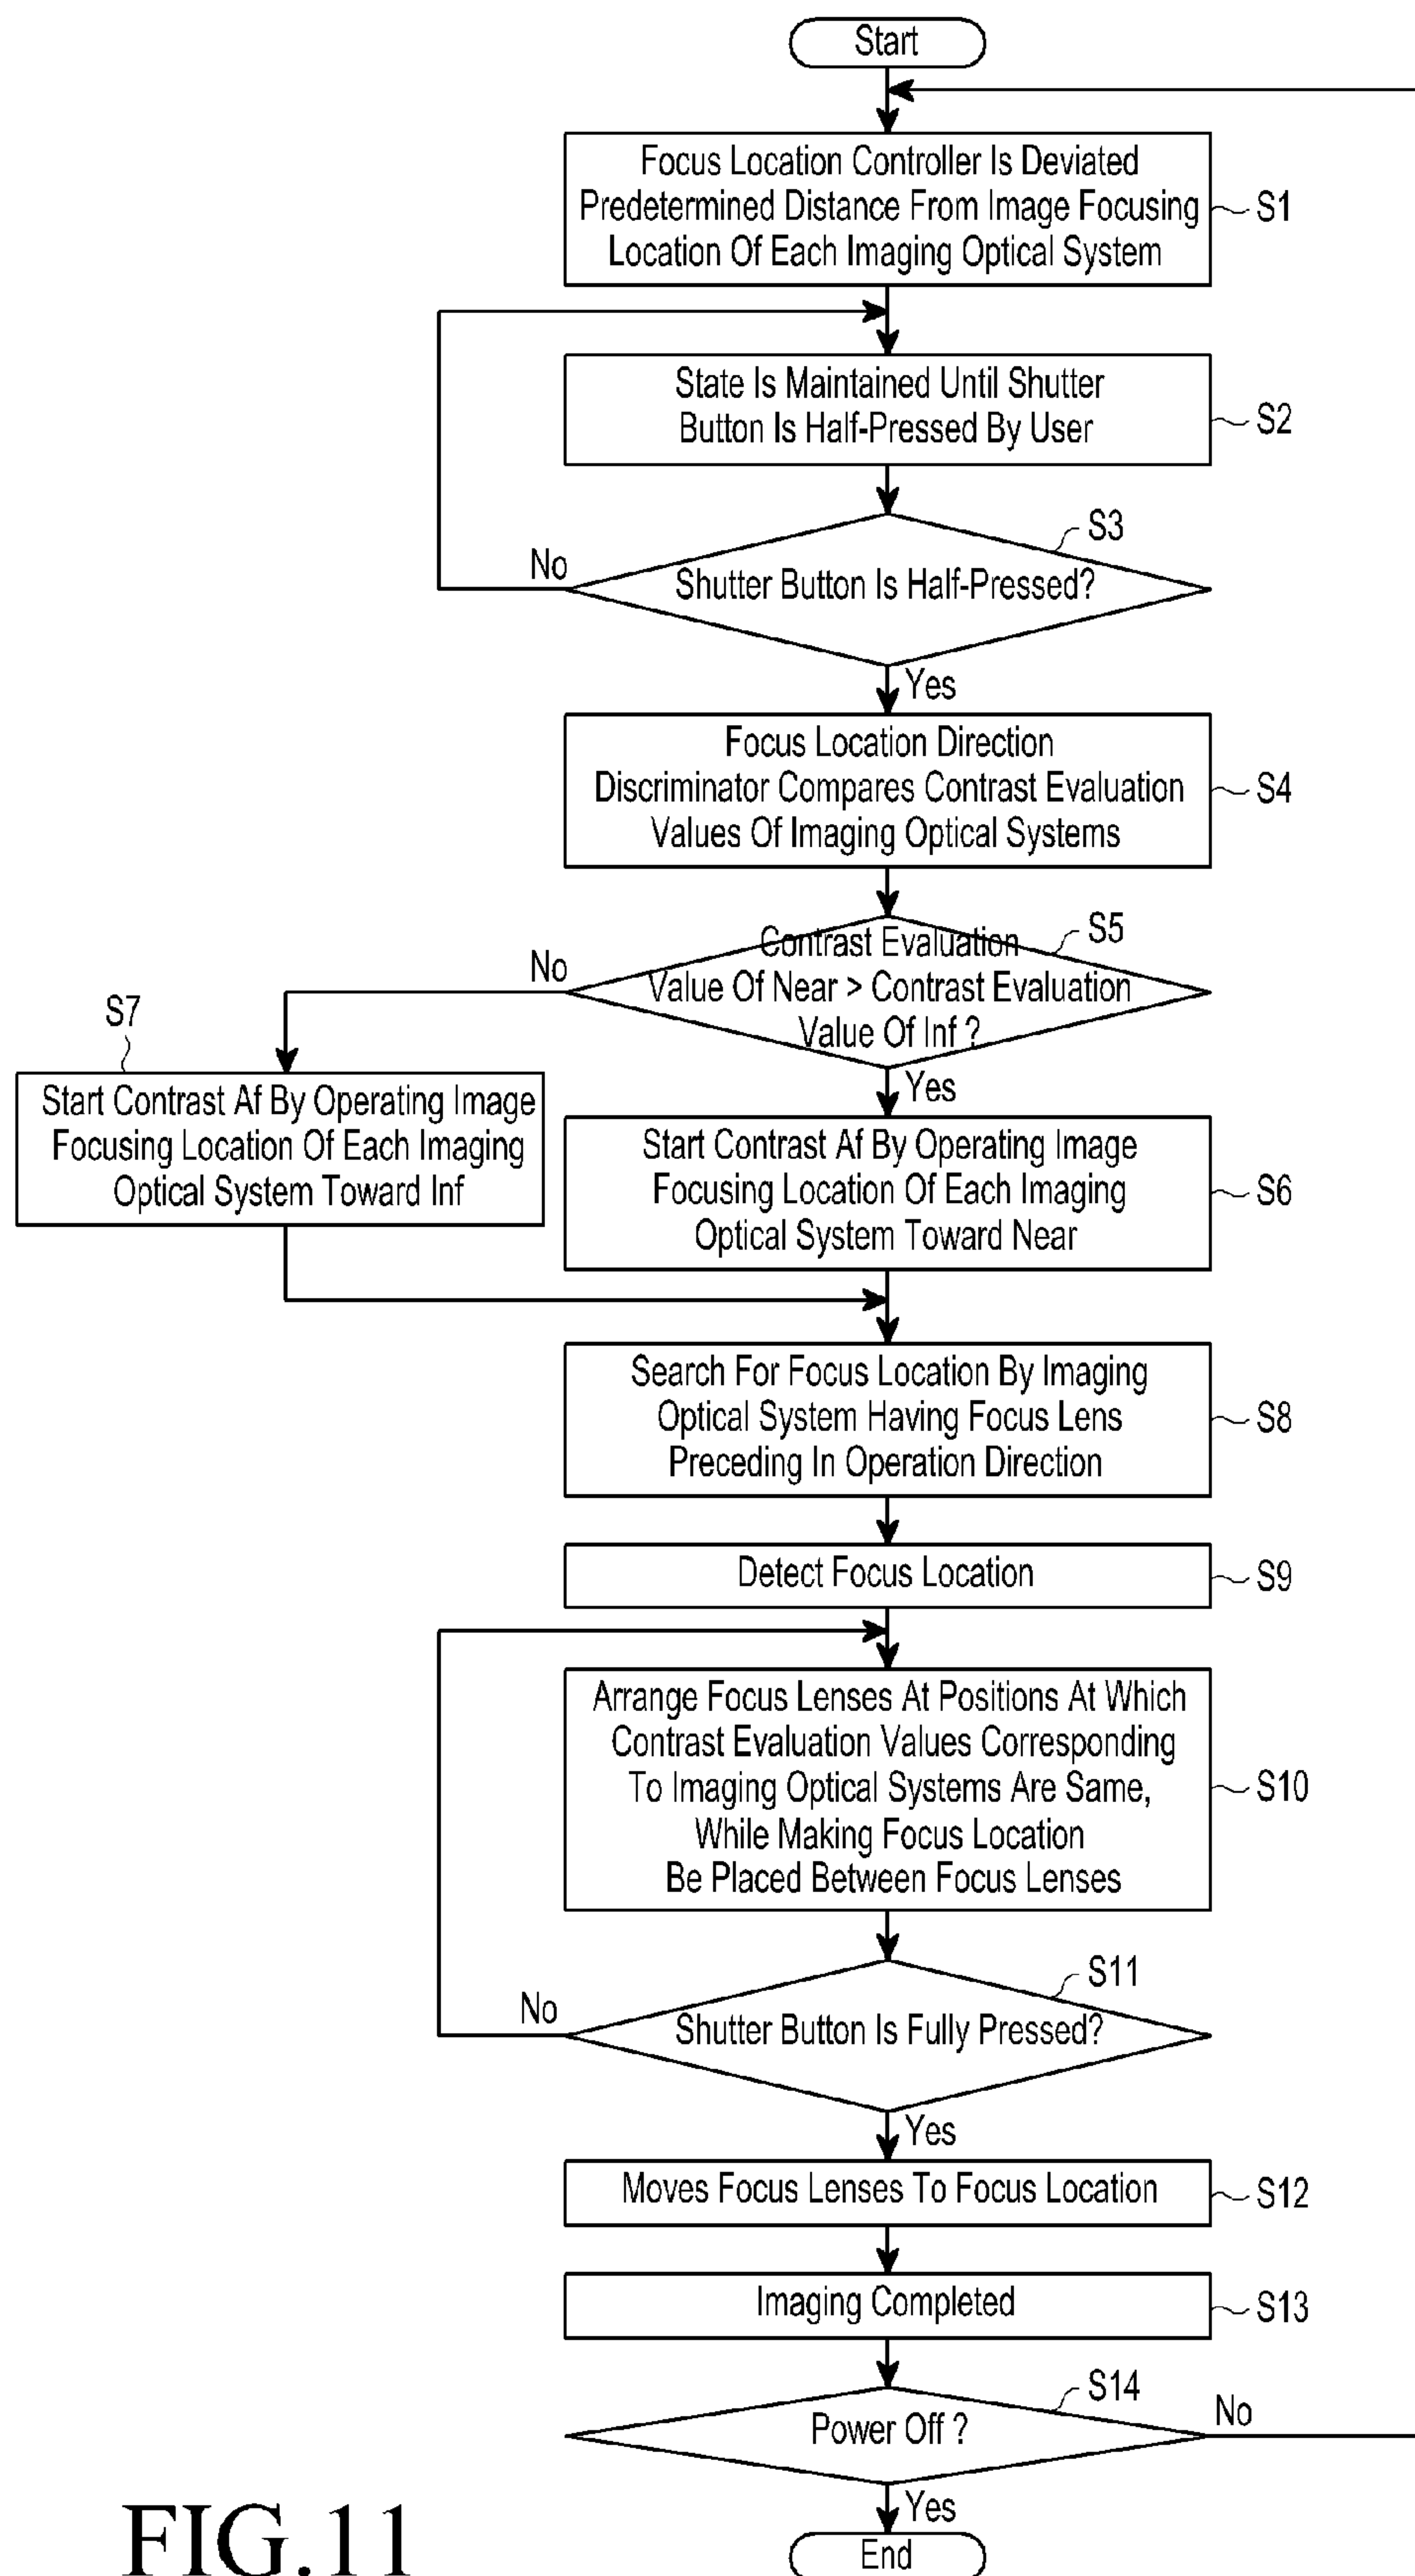 Start
Focus Location Controller Is Deviated
Predetermined Distance From Image Focusing
Location Of Each Imaging Optical System
S1
State Is Maintained Until Shutter
Button Is Half-Pressed By User
S2
S3
No
Shutter Button Is Half-Pressed?
Yes
Focus Location Direction
Discriminator Compares Contrast Evaluation
Values Of Imaging Optical Systems
S4
S5
Contrast Evaluation
Value Of Near > Contrast Evaluation
Value Of Inf ?
No
Yes
S7
Start Contrast Af By Operating Image
Focusing Location Of Each Imaging
Optical System Toward Inf
Start Contrast Af By Operating Image
Focusing Location Of Each Imaging
Optical System Toward Near
S6
Search For Focus Location By Imaging
Optical System Having Focus Lens
Preceding In Operation Direction
S8
Detect Focus Location
S9
Arrange Focus Lenses At Positions At Which
Contrast Evaluation Values Corresponding
To Imaging Optical Systems Are Same,
While Making Focus Location
Be Placed Between Focus Lenses
S10
S11
No
Shutter Button Is Fully Pressed?
Yes
Moves Focus Lenses To Focus Location
S12
Imaging Completed
S13
S14
Power Off ?
No
Yes
End
FIG.11